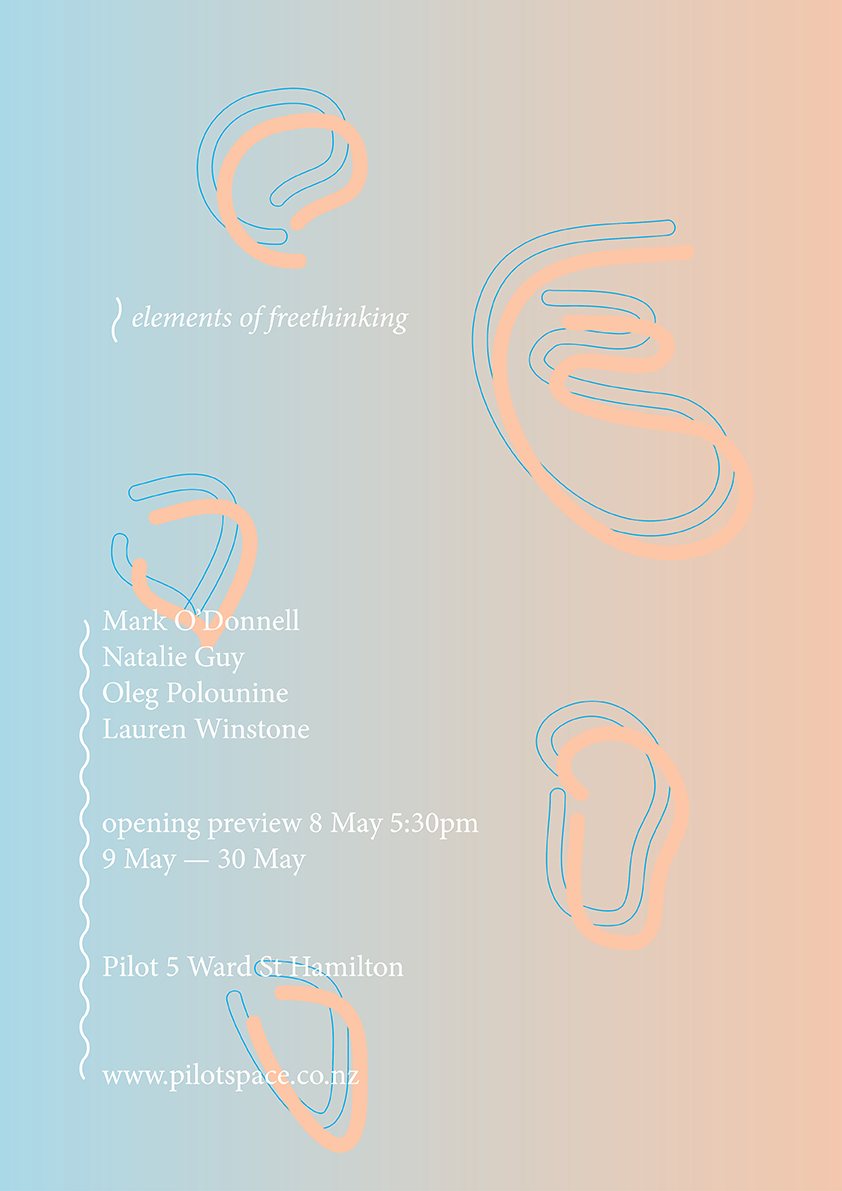 elements of freethinking
Mark O'Donnell
Natalie Guy
Oleg Polounine
Lauren Winstone
opening preview 8 May 5:30pm
9 May — 30 May
Pilot 5 Ward St Hamilton
www.pilotspace.co.nz